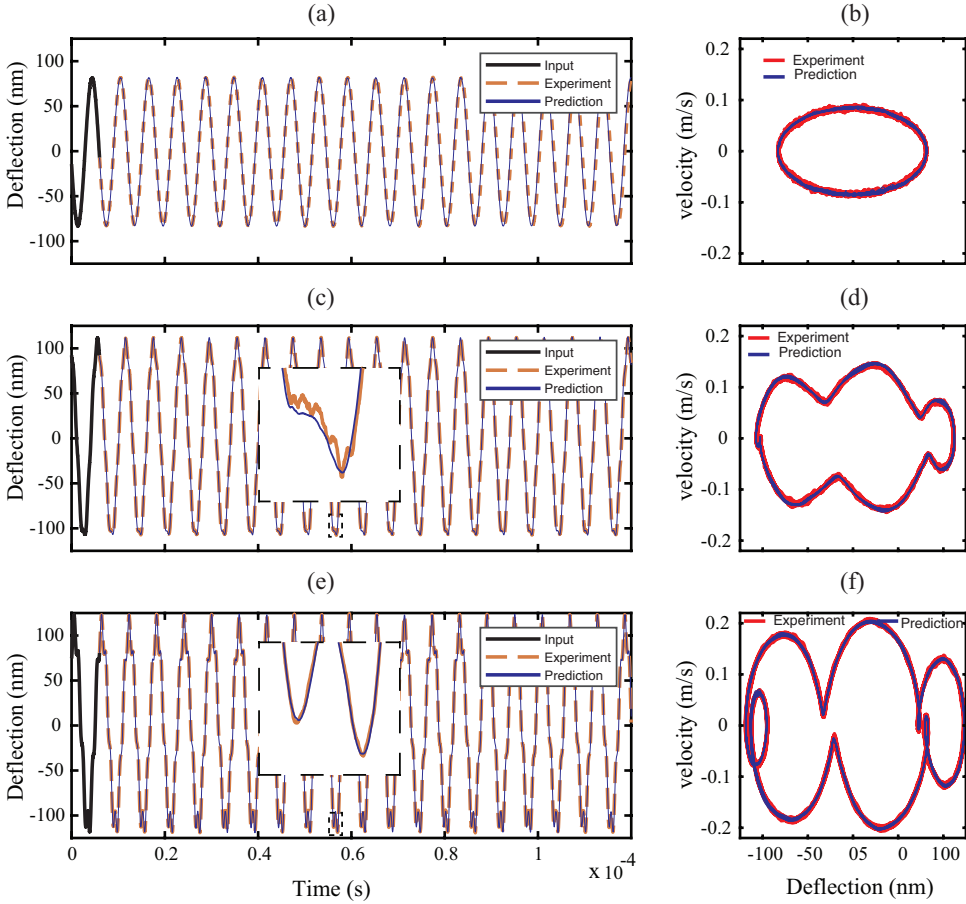 (a)
Deflection (nm)
100
50
0
-50
-100
Input
Experiment
Prediction
(b)
velocity (m/s)
0.2
0.1
0
-0.1
-0.2
Experiment
Prediction
(c)
Deflection (nm)
100
50
0
-50
-100
Input
Experiment
Prediction
(d)
velocity (m/s)
0.2
0.1
0
-0.1
-0.2
Experiment
Prediction
(e)
Deflection (nm)
100
50
0
-50
-100
Input
Experiment
Prediction
0 0.2 0.4 0.6 0.8 1
x 10-4
Time (s)
(f)
velocity (m/s)
0.2
0.1
0
-0.1
-0.2
Experiment Prediction
-100 -50 05 0 100
Deflection (nm)